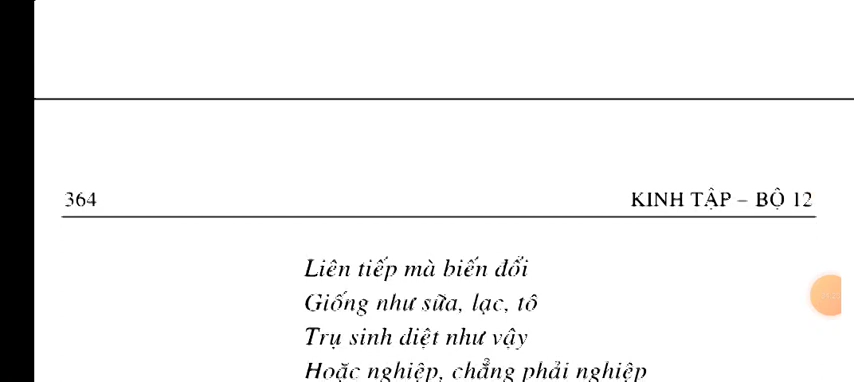 364 KINH TẬP – BỘ 12
Liên tiếp mà biến đổi
Giống như sữa, lạc, tô
Trụ sinh diệt như vậy
Hoặc nghiệp, chẳng phải nghiệp